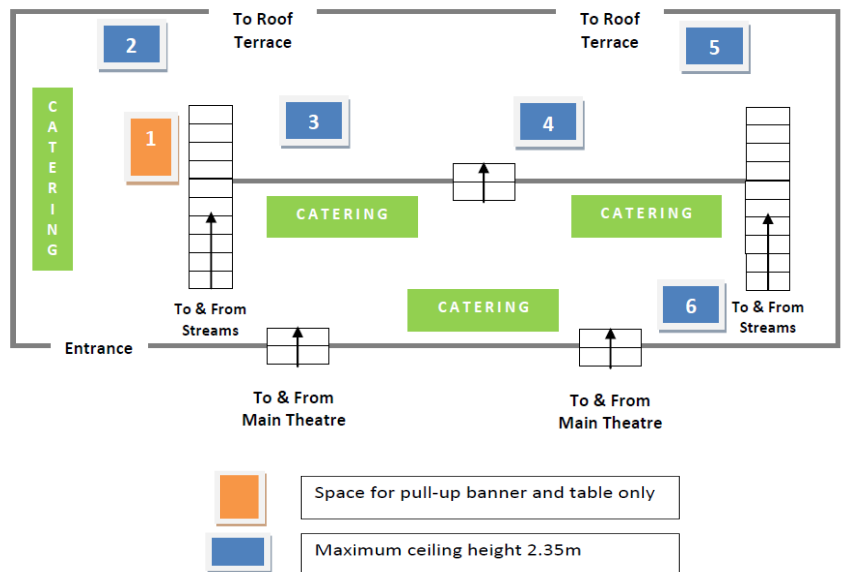 To Roof
Terrace
To Roof
Terrace
2
5
CATERING
1
3
4
CATERING
CATERING
CATERING
6
To & From
Streams
To & From
Streams
Entrance
To & From
Main Theatre
To & From
Main Theatre
Space for pull-up banner and table only
Maximum ceiling height 2.35m